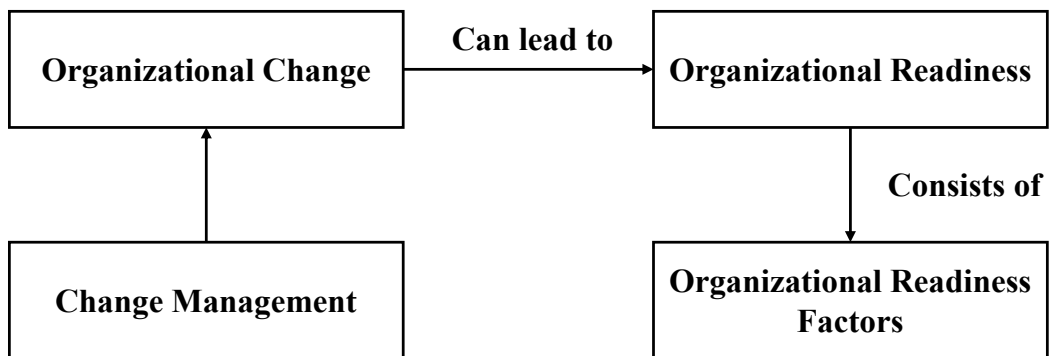 Can lead to
Organizational Change
Organizational Readiness
Consists of
Change Management
Organizational Readiness
Factors